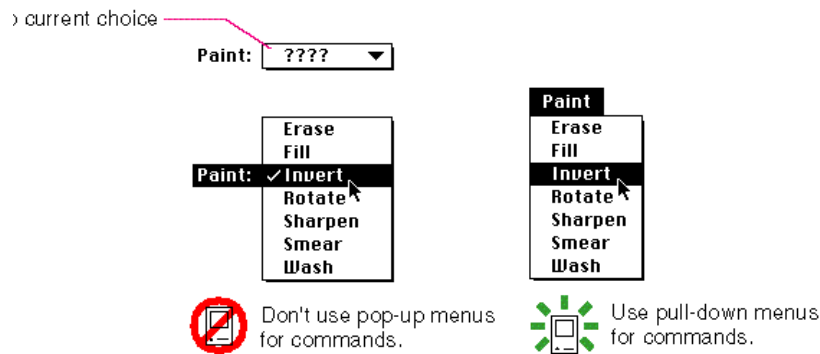 current choice
Paint: ????
Erase
Fill
Paint: ✓Invert
Rotate
Sharpen
Smear
Wash
Don't use pop-up menus
for commands.
Paint
Erase
Fill
Invert
Rotate
Sharpen
Smear
Wash
Use pull-down menus
for commands.